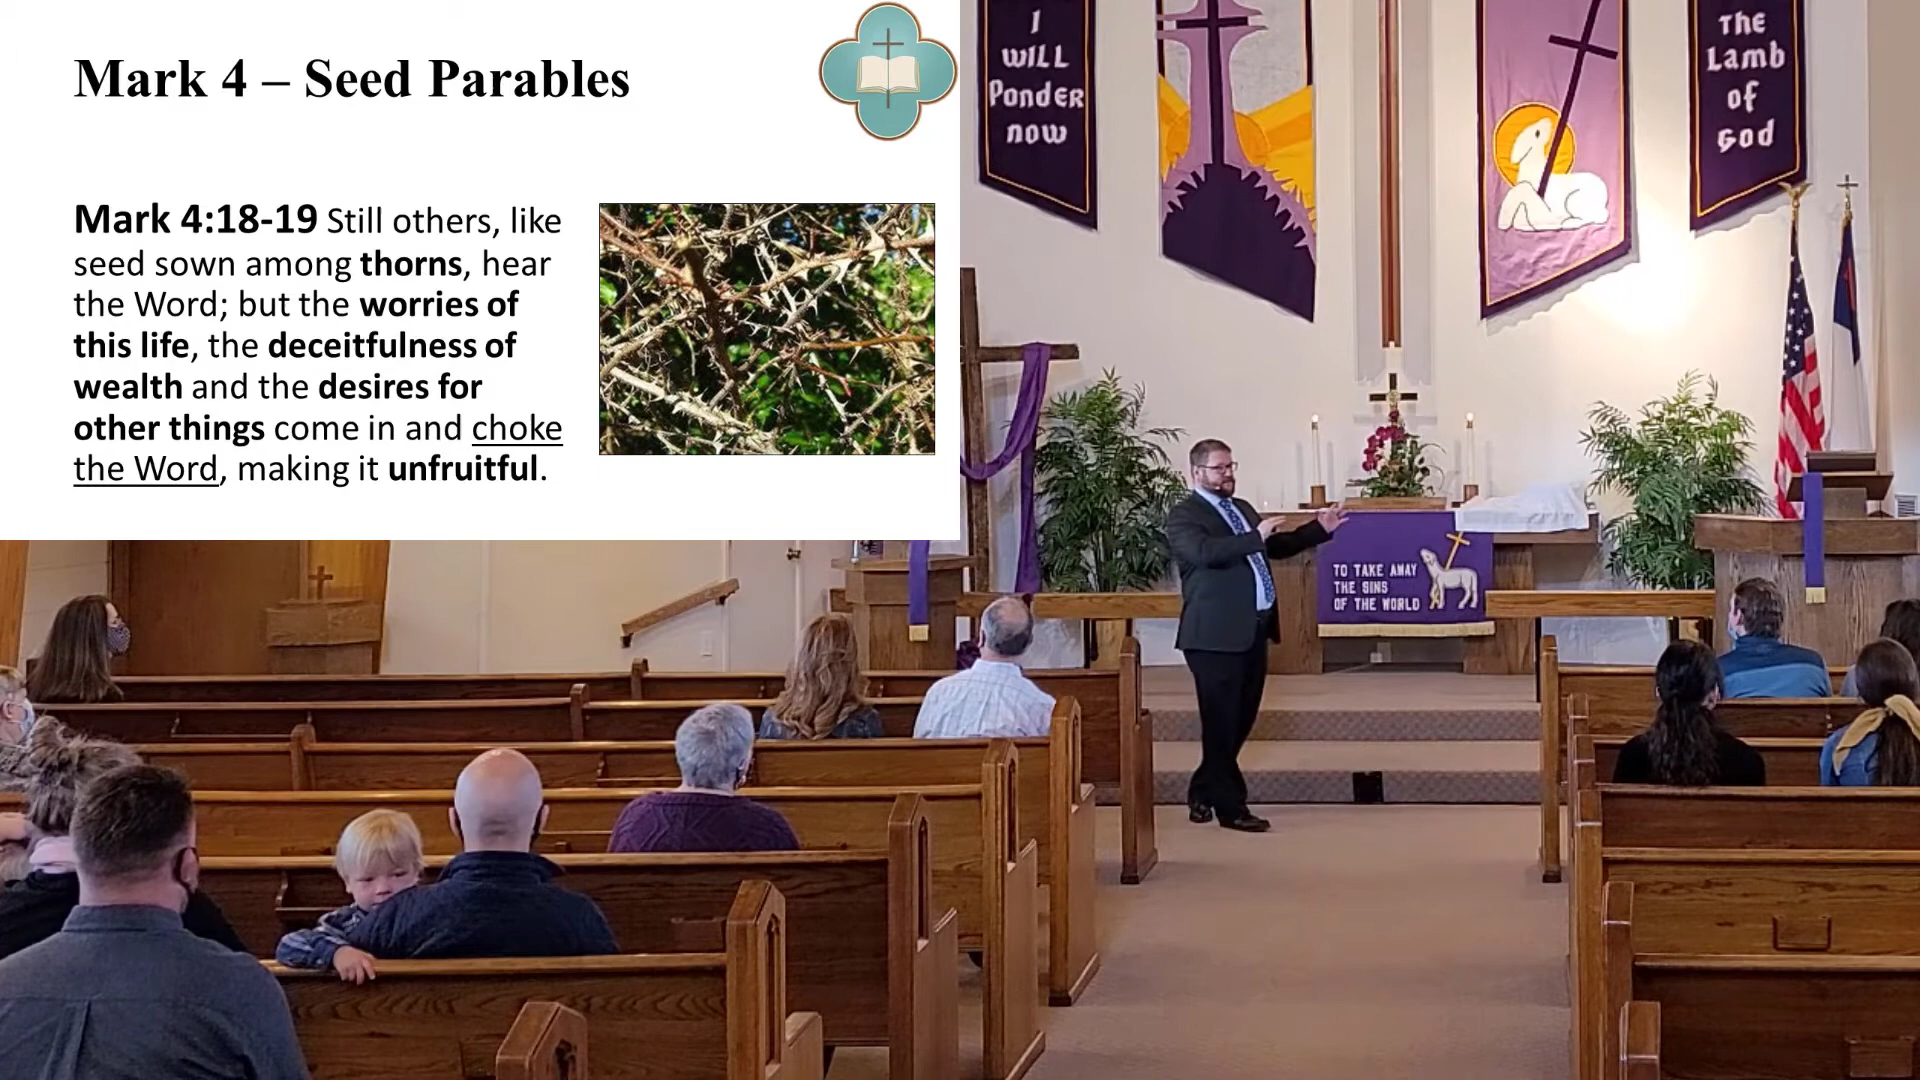 Mark 4 – Seed Parables
Mark 4:18-19 Still others, like
seed sown among thorns, hear
the Word; but the worries of
this life, the deceitfulness of
wealth and the desires for
other things come in and choke
the Word, making it unfruitful.
I
WILL
Ponder
now
The
Lamb
of
God
TO TAKE AWAY
THE SINS
OF THE WORLD